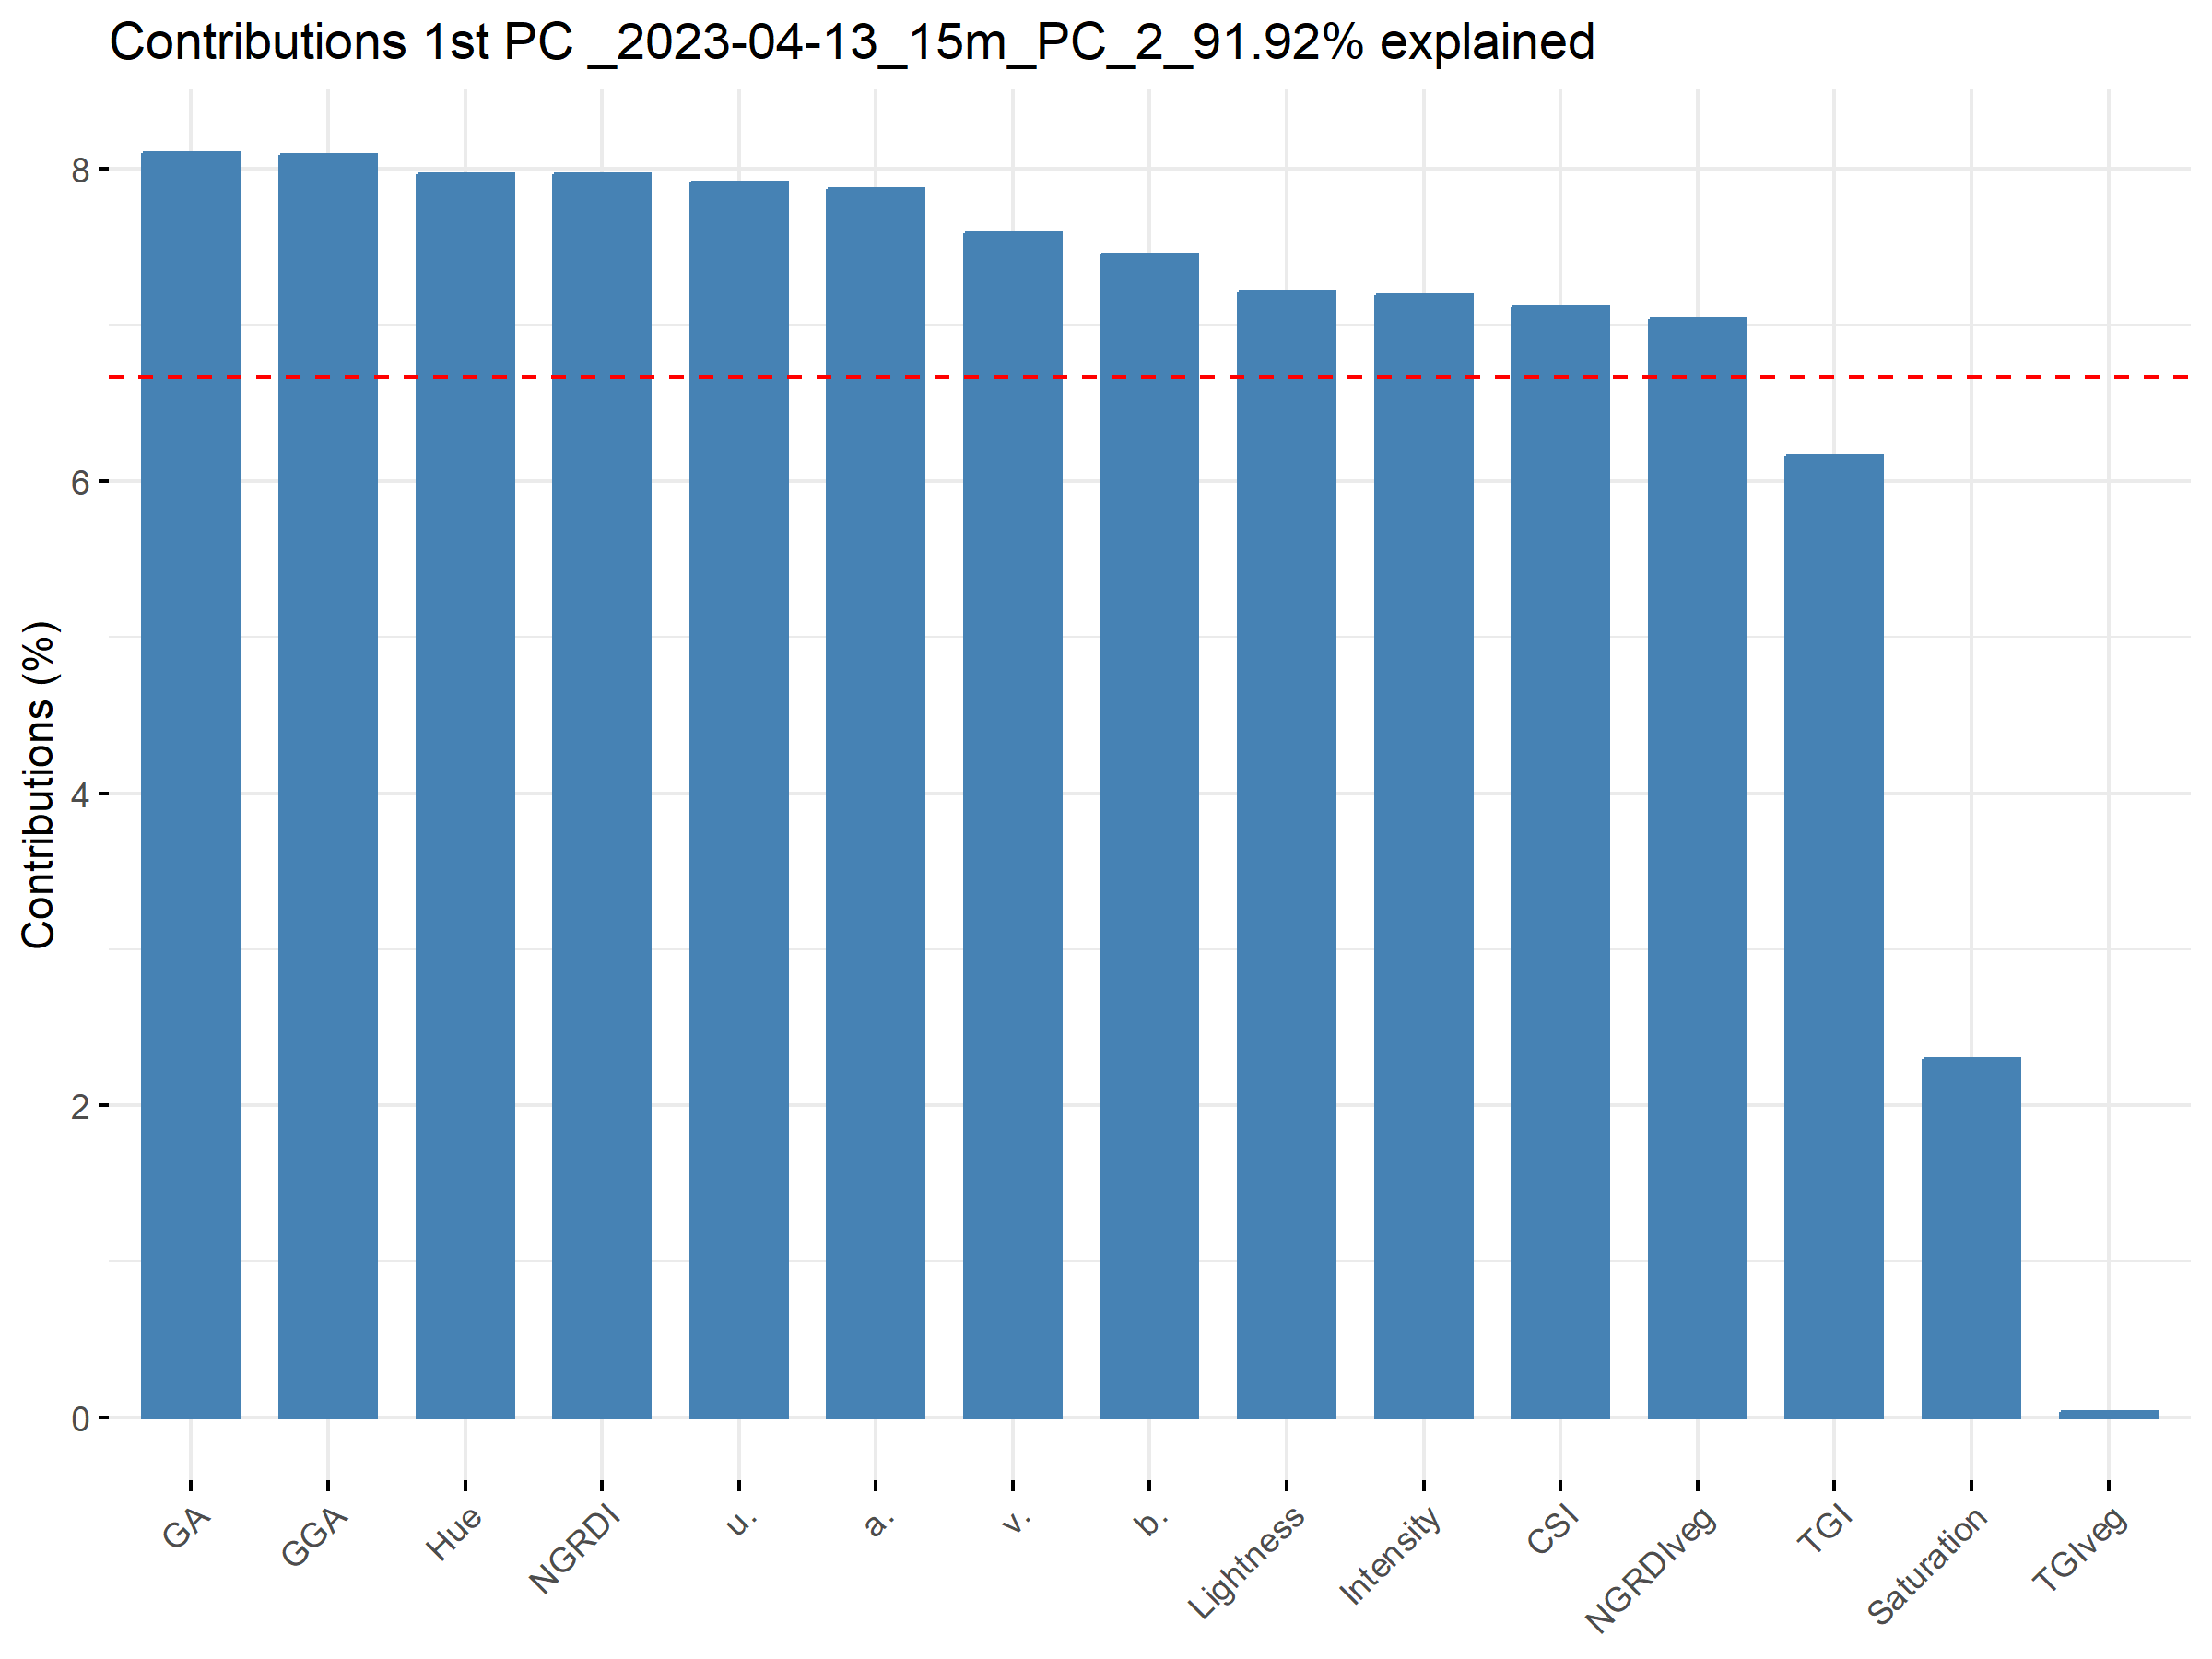 Contributions 1st PC _2023-04-13_15m_PC_2_91.92% explained
Contributions (%)
8
6
4
2
0
GA
GGA
Hue
NGRDI
u.
a.
v.
b.
Lightness
Intensity
CSI
NGRDIveg
TGI
Saturation
TGIveg